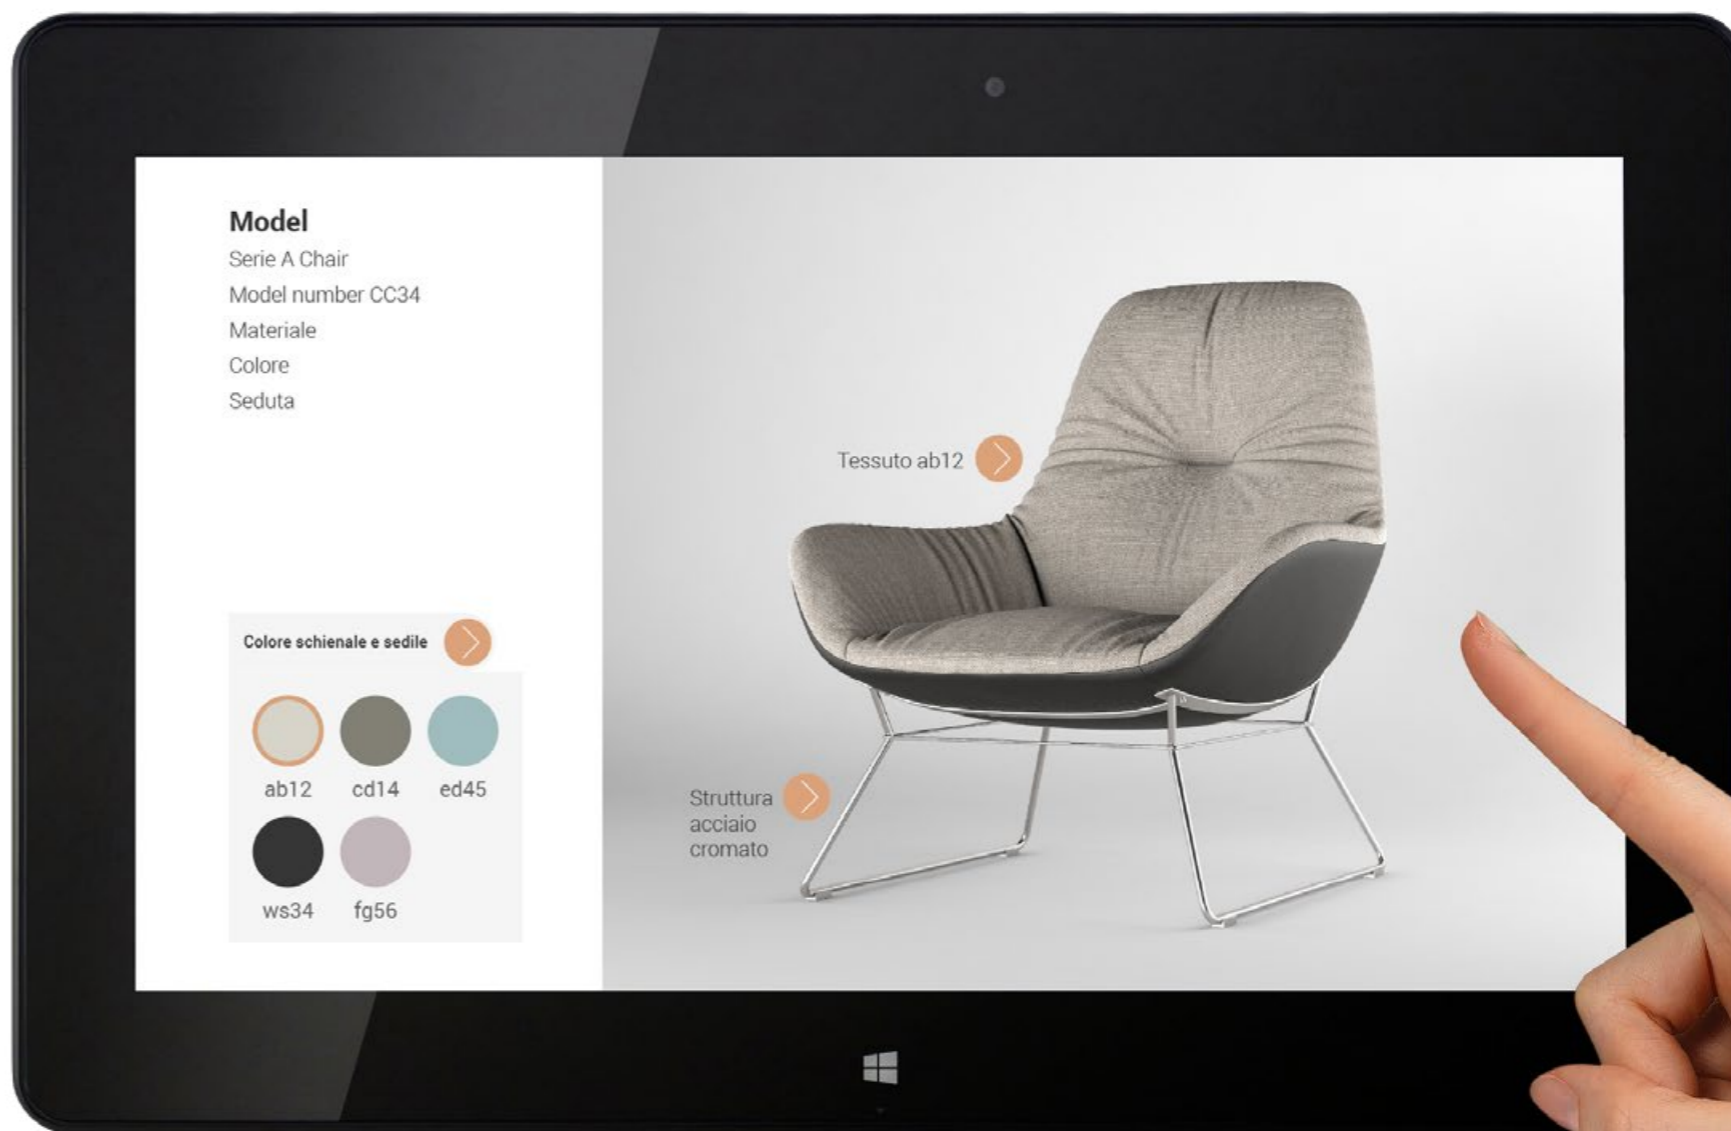 Model
Serie A Chair
Model number CC34
Materiale
Colore
Seduta
Colore schienale e sedile
ab12 cd14 ed45
ws34 fg56
Tessuto ab12
Struttura
acciaio
cromato